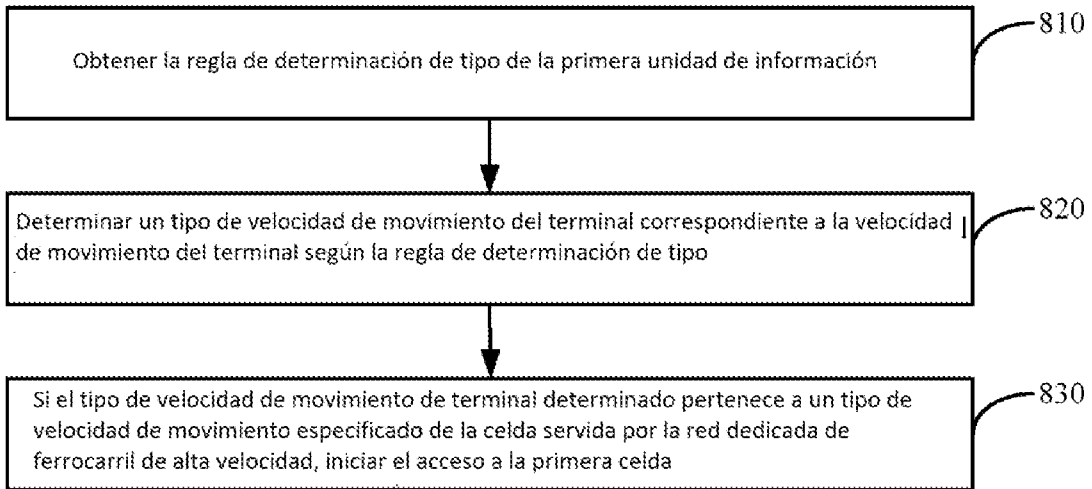 Obtener la regla de determinación de tipo de la primera unidad de información
810
Determinar un tipo de velocidad de movimiento del terminal correspondiente a la velocidad
de movimiento del terminal según la regla de determinación de tipo
820
Si el tipo de velocidad de movimiento de terminal determinado pertenece a un tipo de
velocidad de movimiento especificado de la celda servida por la red dedicada de
ferrocarril de alta velocidad, iniciar el acceso a la primera celda
830